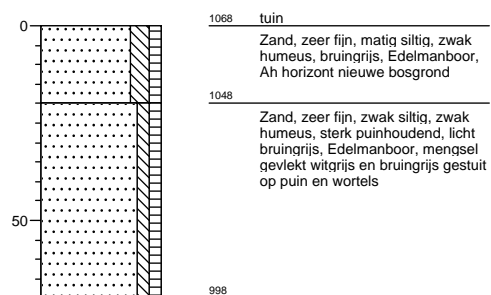 0
1068 tuin
Zand, zeer fijn, matig siltig, zwak
humeus, bruingrijs, Edelmanboor,
Ah horizont nieuwe bosgrond
1048
Zand, zeer fijn, zwak siltig, zwak
humeus, sterk puinhoudend, licht
bruingrijs, Edelmanboor, mengsel
gevlekt witgrijs en bruingrijs gestuit
op puin en wortels
50
998